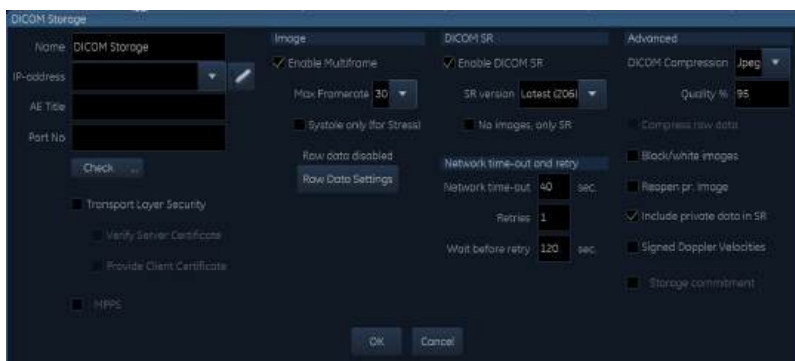 DICOM Storage
Name DICOM Storage
IP-address
AE Title
Port No
Check ...
Transport Layer Security
Verify Server Certificate
Provide Client Certificate
MPPS
Image
Enable Multiframe
Max Framerate 30
Systole only (for Stress)
Raw data disabled
Raw Data Settings
DICOM SR
Enable DICOM SR
SR version Latest (206)
No images, only SR
Network time-out and retry
Network time-out 40 sec.
Retries 1
Wait before retry 120 sec.
Advanced
DICOM Compression Jpeg
Quality % 95
Compress raw data
Black/white images
Reopen pr. image
Include private data in SR
Signed Doppler Velocities
Storage commitment
OK Cancel